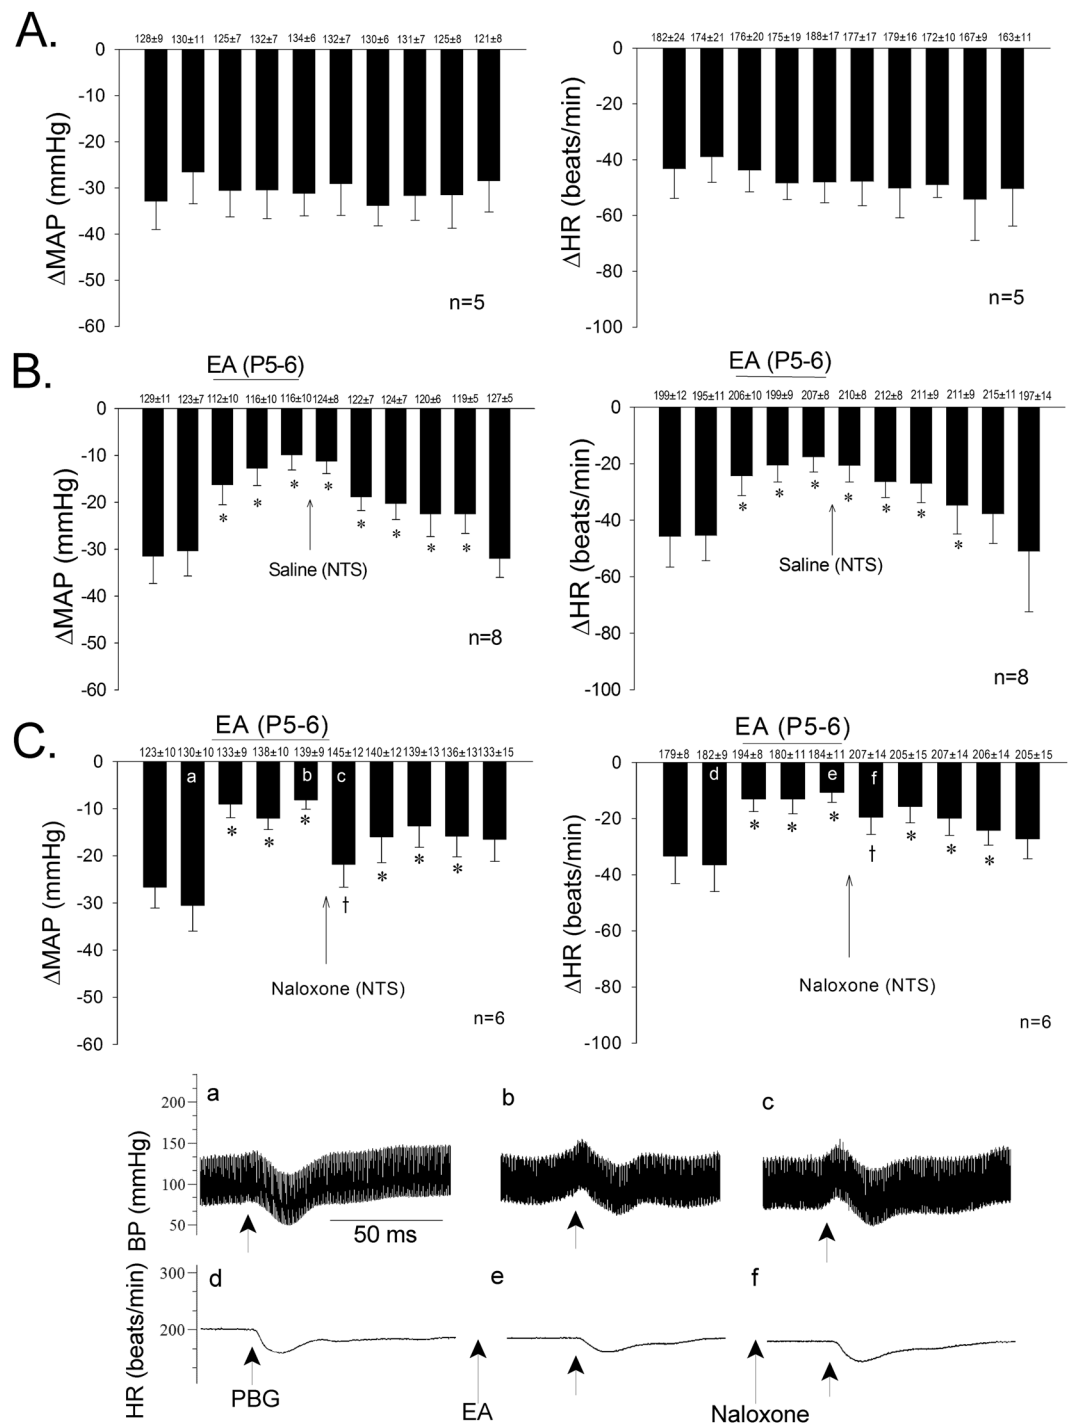 A.
128±9 130±11 125±7 132±7 134±6 132±7 130±6 131±7 125±8 121±8
0
-10
-20
-30
-40
-50
-60
ΔMAP (mmHg)
n=5
182±24 174±21 176±20 175±19 188±17 177±17 179±16 172±10 167±9 163±11
0
-20
-40
-60
-80
-100
ΔHR (beats/min)
n=5
B.
EA (P5-6)
129±11 123±7 112±10 116±10 116±10 124±8 122±7 124±7 120±6 119±5 127±5
0
-10
-20
-30
-40
-50
-60
ΔMAP (mmHg)
* * * * * * * *
Saline (NTS)
n=8
EA (P5-6)
199±12 195±11 206±10 199±9 207±8 210±8 212±8 211±9 211±9 215±11 197±14
0
-20
-40
-60
-80
-100
ΔHR (beats/min)
* * * * * * *
Saline (NTS)
n=8
C.
EA (P5-6)
123±10 130±10 133±9 138±10 139±9 145±12 140±12 139±13 136±13 133±15
0
-10
-20
-30
-40
-50
-60
ΔMAP (mmHg)
a b c
* * * † * * *
Naloxone (NTS)
n=6
EA (P5-6)
179±8 182±9 194±8 180±11 184±11 207±14 205±15 207±14 206±14 205±15
0
-20
-40
-60
-80
-100
ΔHR (beats/min)
d e f
* * * † * * *
Naloxone (NTS)
n=6
a b c
200
150
100
50
BP (mmHg)
50 ms
d e f
300
200
HR (beats/min)
PBG EA Naloxone